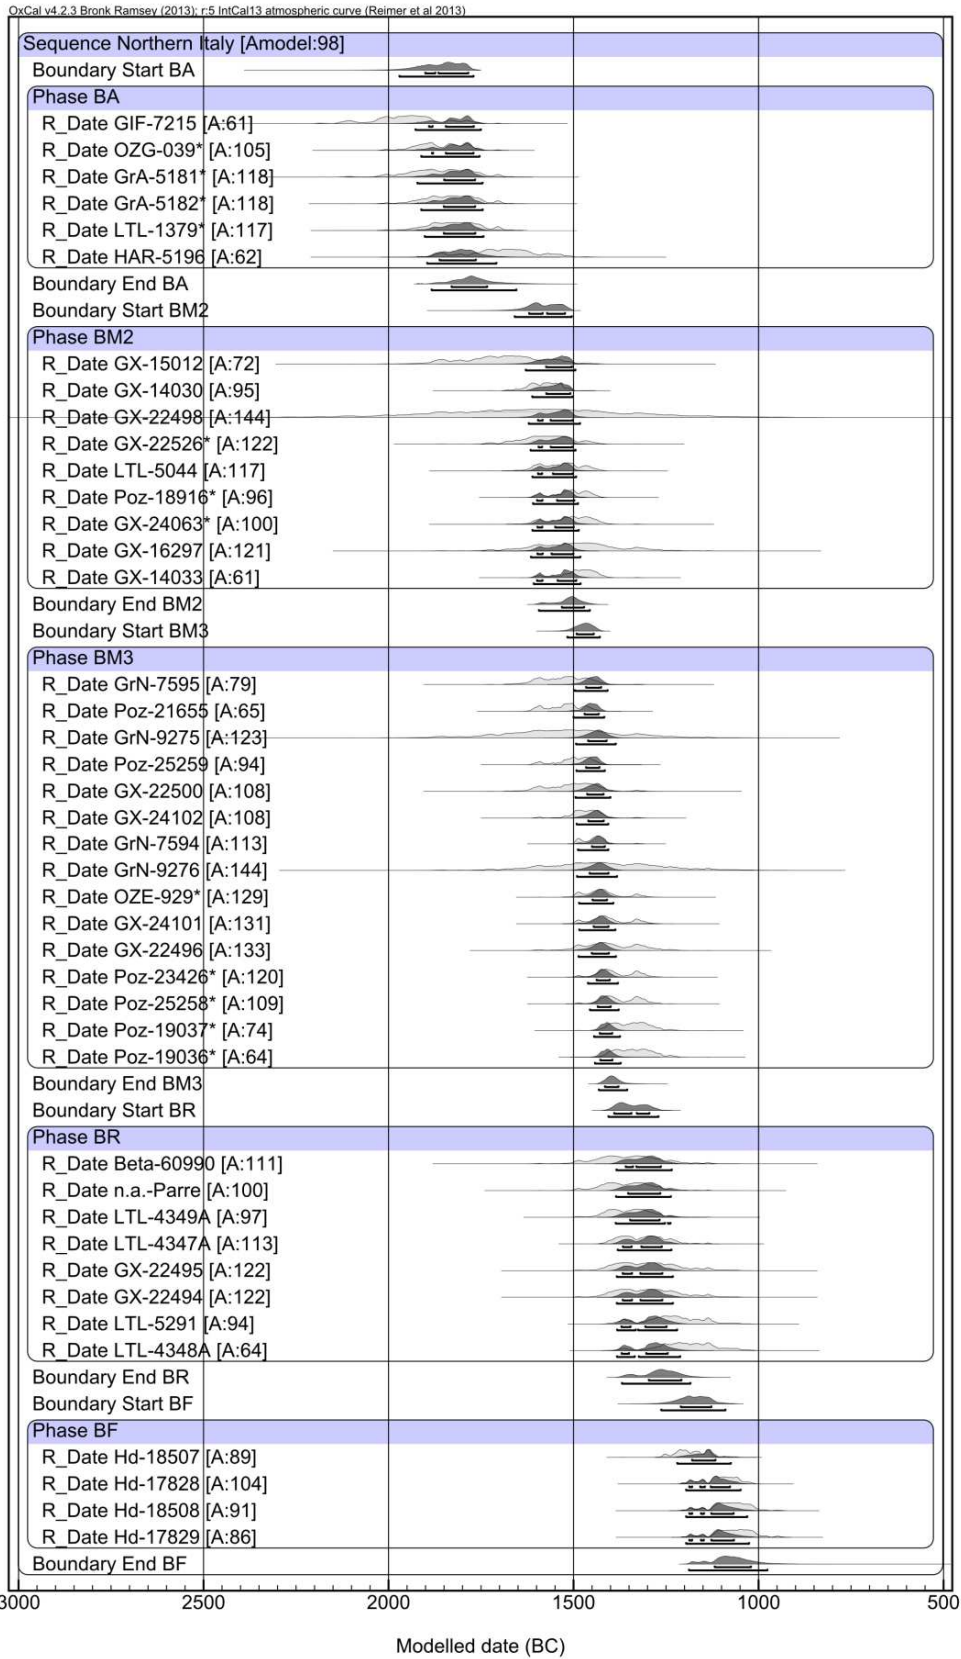 OxCal v4.2.3 Bronk Ramsey (2013); r:5 IntCal13 atmospheric curve (Reimer et al 2013)
Sequence Northern Italy [Amodel:98]
Boundary Start BA
Phase BA
R_Date GIF-7215 [A:61]
R_Date OZG-039* [A:105]
R_Date GrA-5181* [A:118]
R_Date GrA-5182* [A:118]
R_Date LTL-1379* [A:117]
R_Date HAR-5196 [A:62]
Boundary End BA
Boundary Start BM2
Phase BM2
R_Date GX-15012 [A:72]
R_Date GX-14030 [A:95]
R_Date GX-22498 [A:144]
R_Date GX-22526* [A:122]
R_Date LTL-5044 [A:117]
R_Date Poz-18916* [A:96]
R_Date GX-24063* [A:100]
R_Date GX-16297 [A:121]
R_Date GX-14033 [A:61]
Boundary End BM2
Boundary Start BM3
Phase BM3
R_Date GrN-7595 [A:79]
R_Date Poz-21655 [A:65]
R_Date GrN-9275 [A:123]
R_Date Poz-25259 [A:94]
R_Date GX-22500 [A:108]
R_Date GX-24102 [A:108]
R_Date GrN-7594 [A:113]
R_Date GrN-9276 [A:144]
R_Date OZE-929* [A:129]
R_Date GX-24101 [A:131]
R_Date GX-22496 [A:133]
R_Date Poz-23426* [A:120]
R_Date Poz-25258* [A:109]
R_Date Poz-19037* [A:74]
R_Date Poz-19036* [A:64]
Boundary End BM3
Boundary Start BR
Phase BR
R_Date Beta-60990 [A:111]
R_Date n.a.-Parre [A:100]
R_Date LTL-4349A [A:97]
R_Date LTL-4347A [A:113]
R_Date GX-22495 [A:122]
R_Date GX-22494 [A:122]
R_Date LTL-5291 [A:94]
R_Date LTL-4348A [A:64]
Boundary End BR
Boundary Start BF
Phase BF
R_Date Hd-18507 [A:89]
R_Date Hd-17828 [A:104]
R_Date Hd-18508 [A:91]
R_Date Hd-17829 [A:86]
Boundary End BF
3000 2500 2000 1500 1000 500
Modelled date (BC)